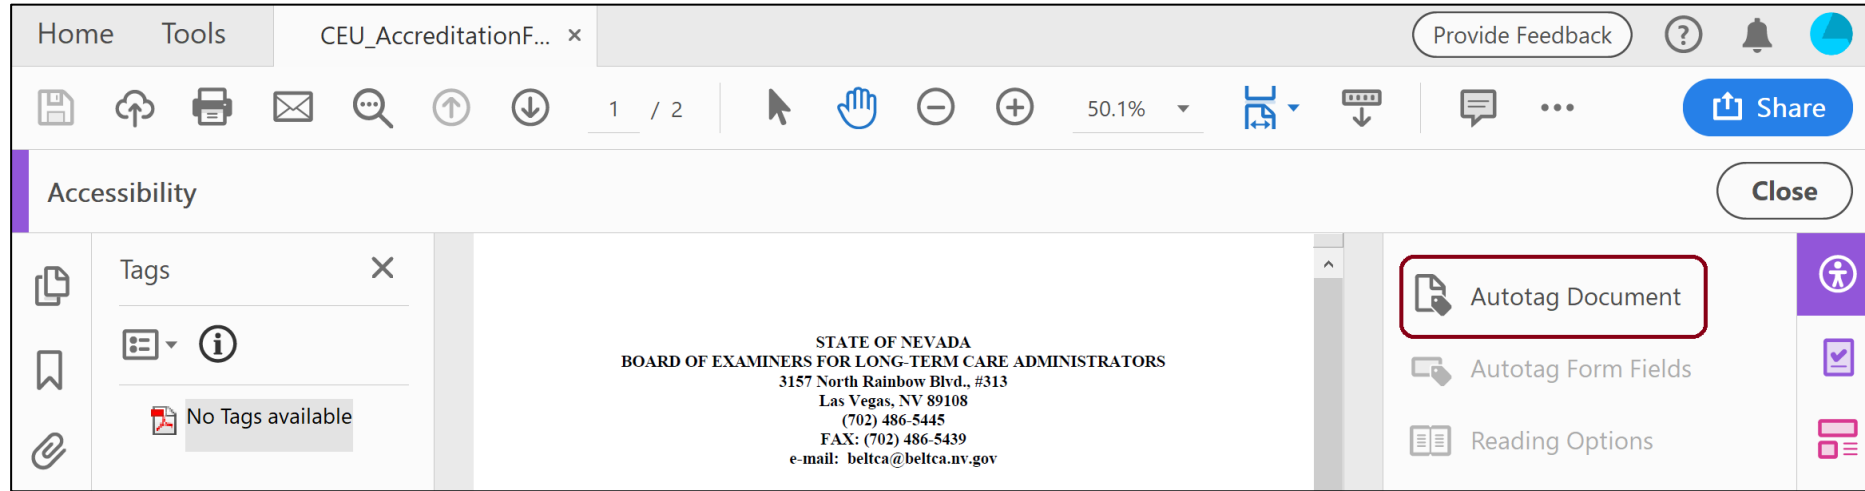 Home Tools CEU_AccreditationF... × Provide Feedback ?
1 / 2 50.1% Share
Accessibility Close
Tags
No Tags available
STATE OF NEVADA
BOARD OF EXAMINERS FOR LONG-TERM CARE ADMINISTRATORS
3157 North Rainbow Blvd., #313
Las Vegas, NV 89108
(702) 486-5445
FAX: (702) 486-5439
e-mail: beltca@beltca.nv.gov
Autotag Document
Autotag Form Fields
Reading Options